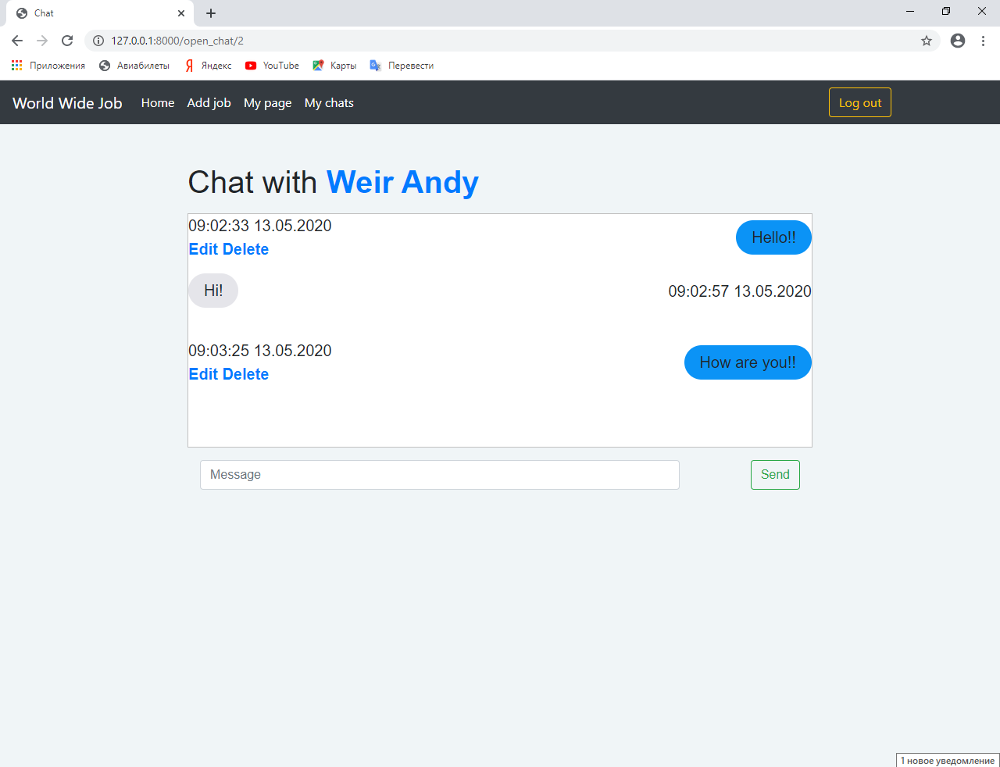 Chat
127.0.0.1:8000/open_chat/2
Приложения Авиабилеты Яндекс YouTube Карты Перевести
World Wide Job Home Add job My page My chats Log out
Chat with Weir Andy
09:02:33 13.05.2020 Hello!!
Edit Delete
Hi! 09:02:57 13.05.2020
09:03:25 13.05.2020 How are you!!
Edit Delete
Message Send
1 новое уведомление